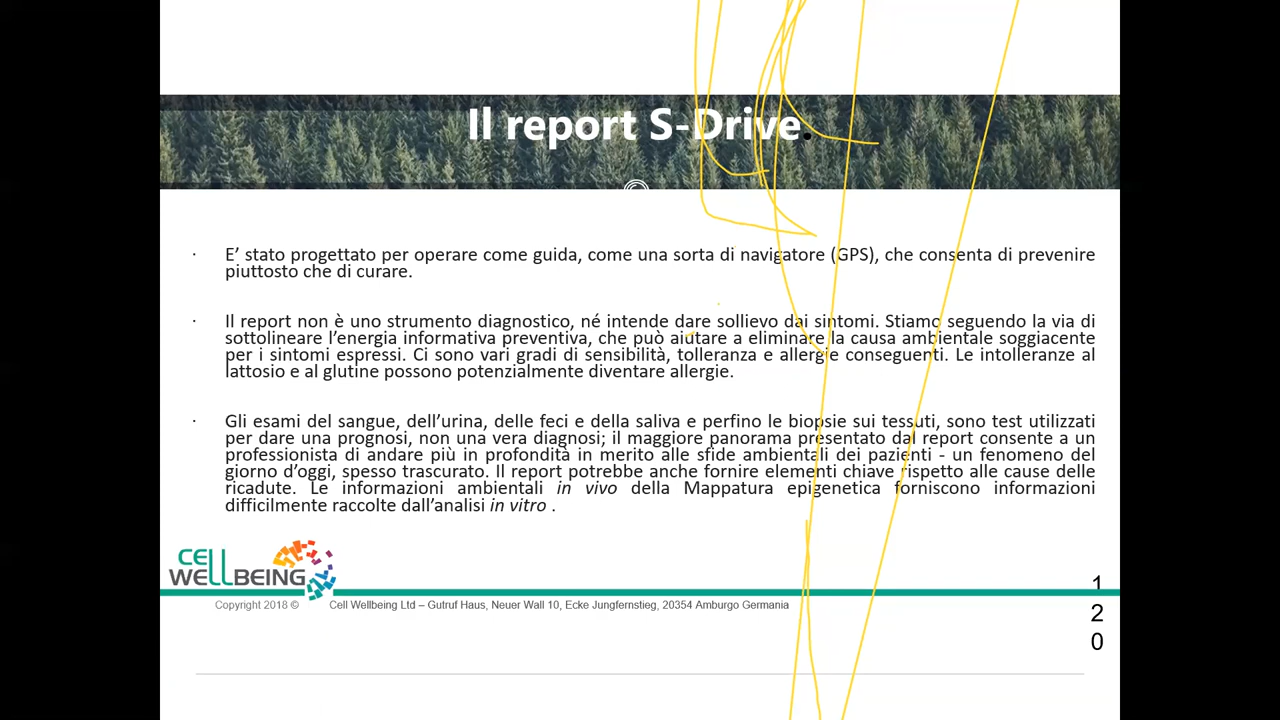 Il report S-Drive.
· E’ stato progettato per operare come guida, come una sorta di navigatore (GPS), che consenta di prevenire
piuttosto che di curare.
· Il report non è uno strumento diagnostico, né intende dare sollievo dai sintomi. Stiamo seguendo la via di
sottolineare l’energia informativa preventiva, che può aiutare a eliminare la causa ambientale soggiacente
per i sintomi espressi. Ci sono vari gradi di sensibilità, tolleranza e allergie conseguenti. Le intolleranze al
lattosio e al glutine possono potenzialmente diventare allergie.
· Gli esami del sangue, dell’urina, delle feci e della saliva e perfino le biopsie sui tessuti, sono test utilizzati
per dare una prognosi, non una vera diagnosi; il maggiore panorama presentato dal report consente a un
professionista di andare più in profondità in merito alle sfide ambientali dei pazienti - un fenomeno del
giorno d’oggi, spesso trascurato. Il report potrebbe anche fornire elementi chiave rispetto alle cause delle
ricadute. Le informazioni ambientali in vivo della Mappatura epigenetica forniscono informazioni
difficilmente raccolte dall’analisi in vitro .
CELL
WELLBEING
Copyright 2018 © Cell Wellbeing Ltd – Gutruf Haus, Neuer Wall 10, Ecke Jungfernstieg, 20354 Amburgo Germania
1
2
0